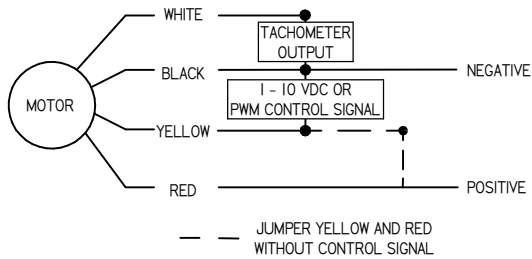 WHITE
TACHOMETER
OUTPUT
BLACK
NEGATIVE
1 - 10 VDC OR
PWM CONTROL SIGNAL
MOTOR
YELLOW
RED
POSITIVE
JUMPER YELLOW AND RED
WITHOUT CONTROL SIGNAL